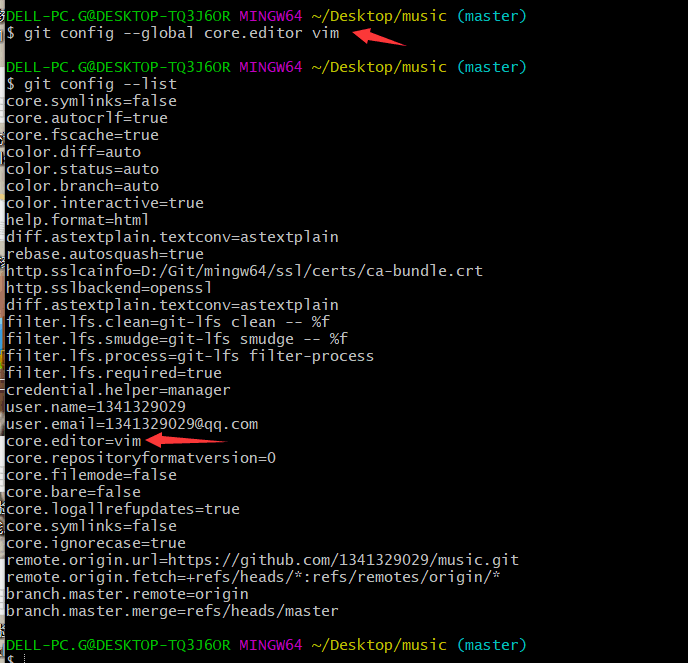 DELL-PC.G@DESKTOP-TQ3J6OR MINGW64 ~/Desktop/music (master)
$ git config --global core.editor vim
DELL-PC.G@DESKTOP-TQ3J6OR MINGW64 ~/Desktop/music (master)
$ git config --list
core.symlinks=false
core.autocrlf=true
core.fscache=true
color.diff=auto
color.status=auto
color.branch=auto
color.interactive=true
help.format=html
diff.astextplain.textconv=astextplain
rebase.autosquash=true
http.sslcainfo=D:/Git/mingw64/ssl/certs/ca-bundle.crt
http.sslbackend=openssl
diff.astextplain.textconv=astextplain
filter.lfs.clean=git-lfs clean -- %f
filter.lfs.smudge=git-lfs smudge -- %f
filter.lfs.process=git-lfs filter-process
filter.lfs.required=true
credential.helper=manager
user.name=1341329029
user.email=1341329029@qq.com
core.editor=vim
core.repositoryformatversion=0
core.filemode=false
core.bare=false
core.logallrefupdates=true
core.symlinks=false
core.ignorecase=true
remote.origin.url=https://github.com/1341329029/music.git
remote.origin.fetch=+refs/heads/*:refs/remotes/origin/*
branch.master.remote=origin
branch.master.merge=refs/heads/master
DELL-PC.G@DESKTOP-TQ3J6OR MINGW64 ~/Desktop/music (master)
$